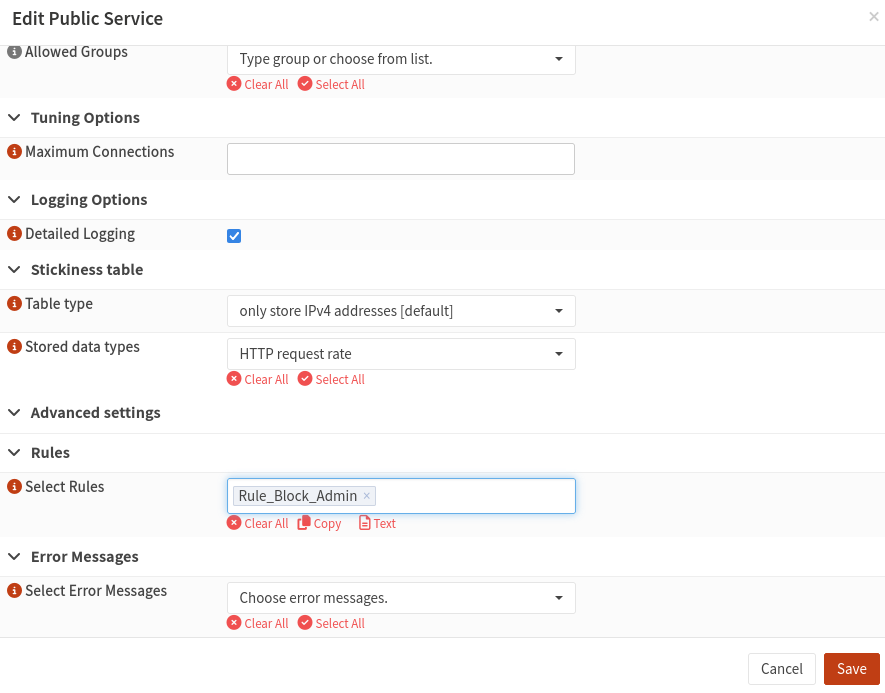 Edit Public Service ×
Allowed Groups Type group or choose from list.
Clear All Select All
Tuning Options
Maximum Connections
Logging Options
Detailed Logging
Stickiness table
Table type only store IPv4 addresses [default]
Stored data types HTTP request rate
Clear All Select All
Advanced settings
Rules
Select Rules Rule_Block_Admin ×
Clear All Copy Text
Error Messages
Select Error Messages Choose error messages.
Clear All Select All
Cancel Save